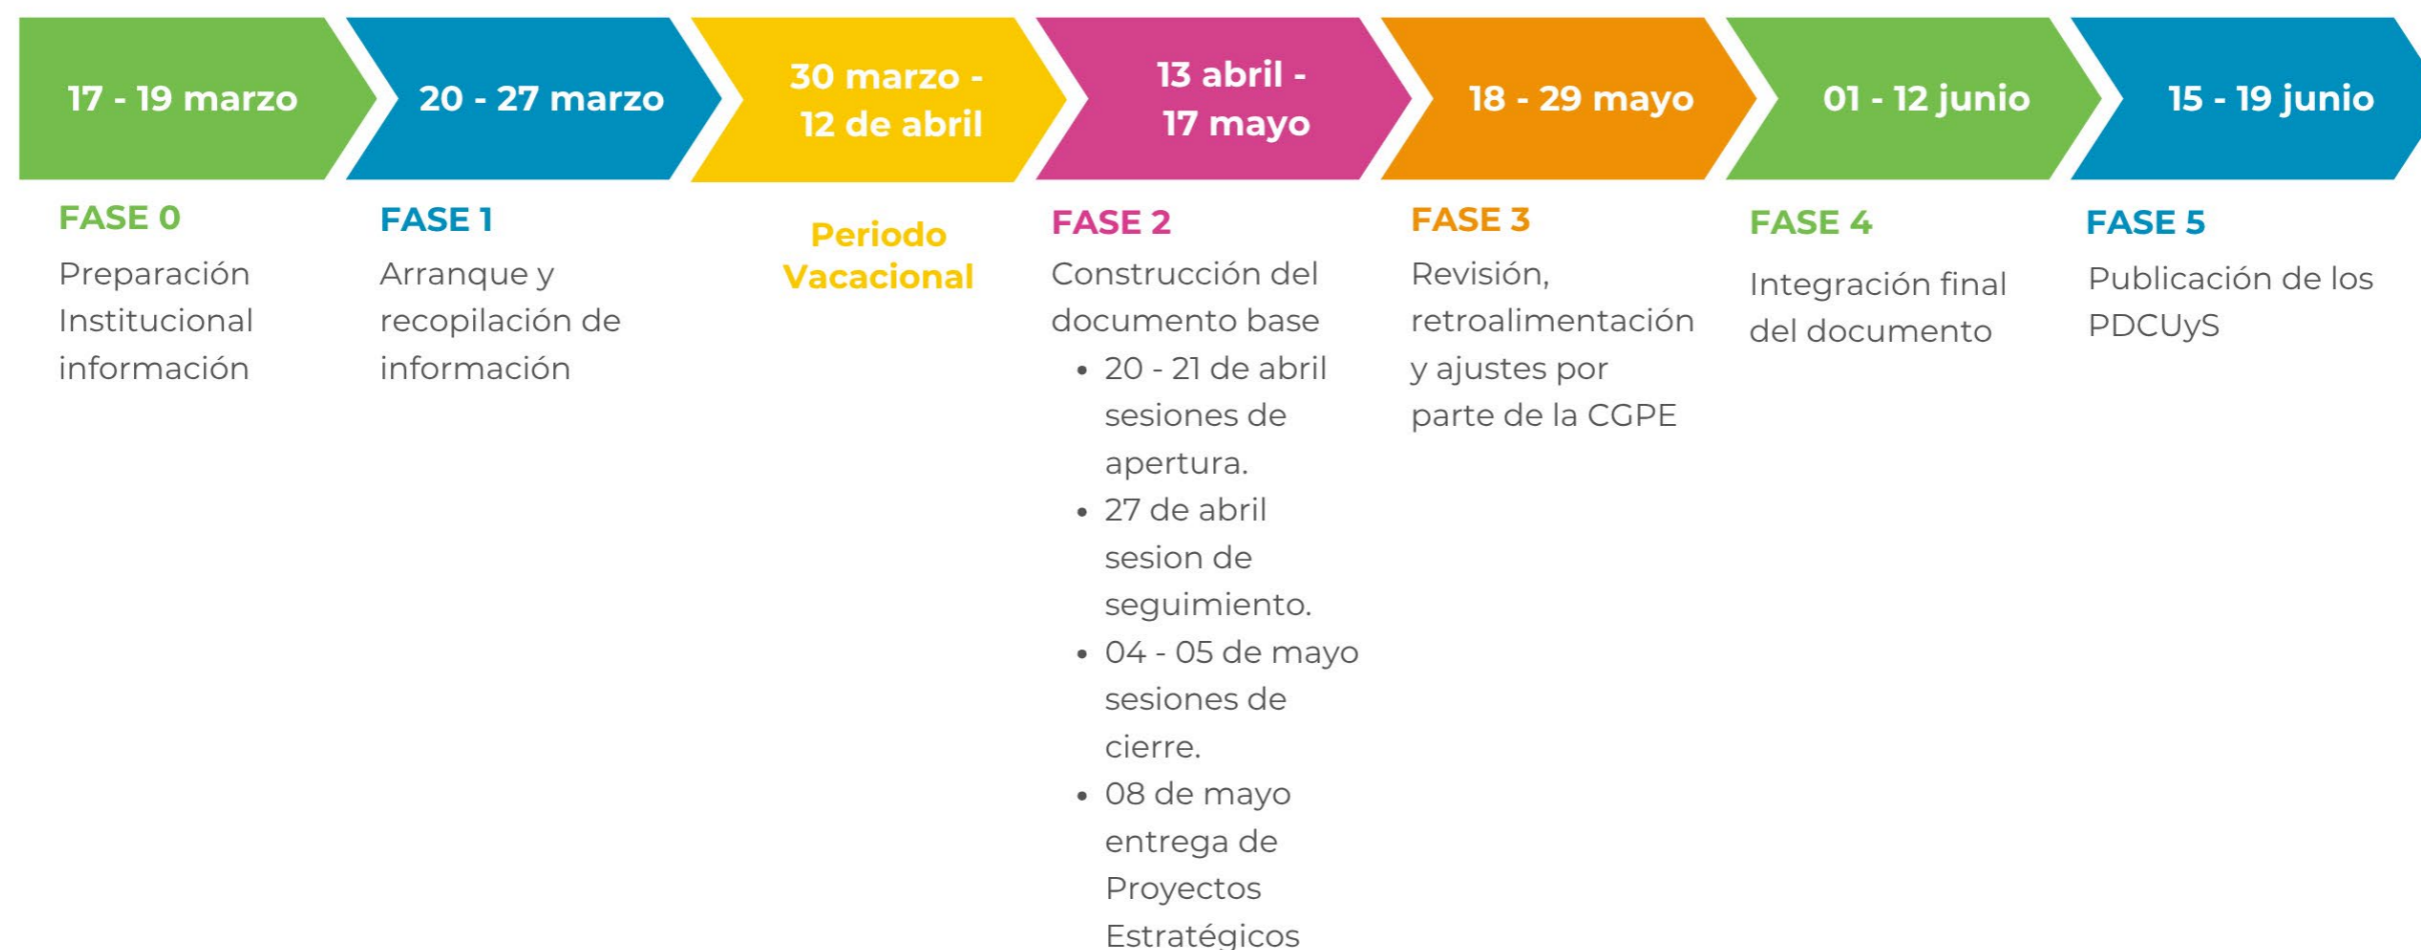 17 - 19 marzo
20 - 27 marzo
30 marzo -
12 de abril
13 abril -
17 mayo
18 - 29 mayo
01 - 12 junio
15 - 19 junio
FASE 0
Preparación
Institucional
información
FASE 1
Arranque y
recopilación de
información
Periodo
Vacacional
FASE 2
Construcción del
documento base
• 20 - 21 de abril
sesiones de
apertura.
• 27 de abril
sesion de
seguimiento.
• 04 - 05 de mayo
sesiones de
cierre.
• 08 de mayo
entrega de
Proyectos
Estratégicos
FASE 3
Revisión,
retroalimentación
y ajustes por
parte de la CGPE
FASE 4
Integración final
del documento
FASE 5
Publicación de los
PDCUyS